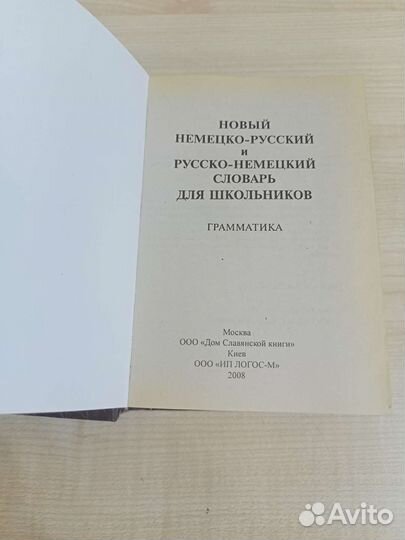 НОВЫЙ
НЕМЕЦКО-РУССКИЙ
и
РУССКО-НЕМЕЦКИЙ
СЛОВАРЬ
ДЛЯ ШКОЛЬНИКОВ
ГРАММАТИКА
Москва
ООО «Дом Славянской книги»
Киев
ООО «ИП ЛОГОС-М»
2008
Avito